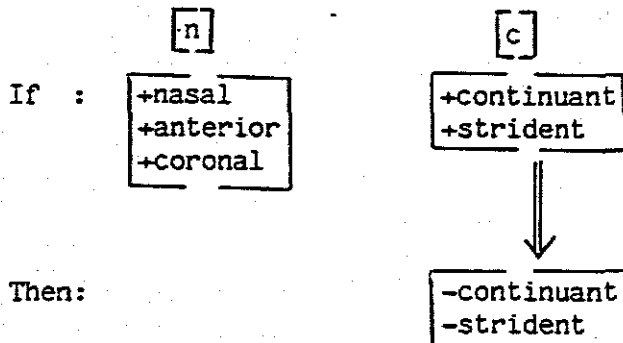 [n] [c]
If : +nasal +continuant
+anterior +strident
+coronal
Then: -continuant
-strident